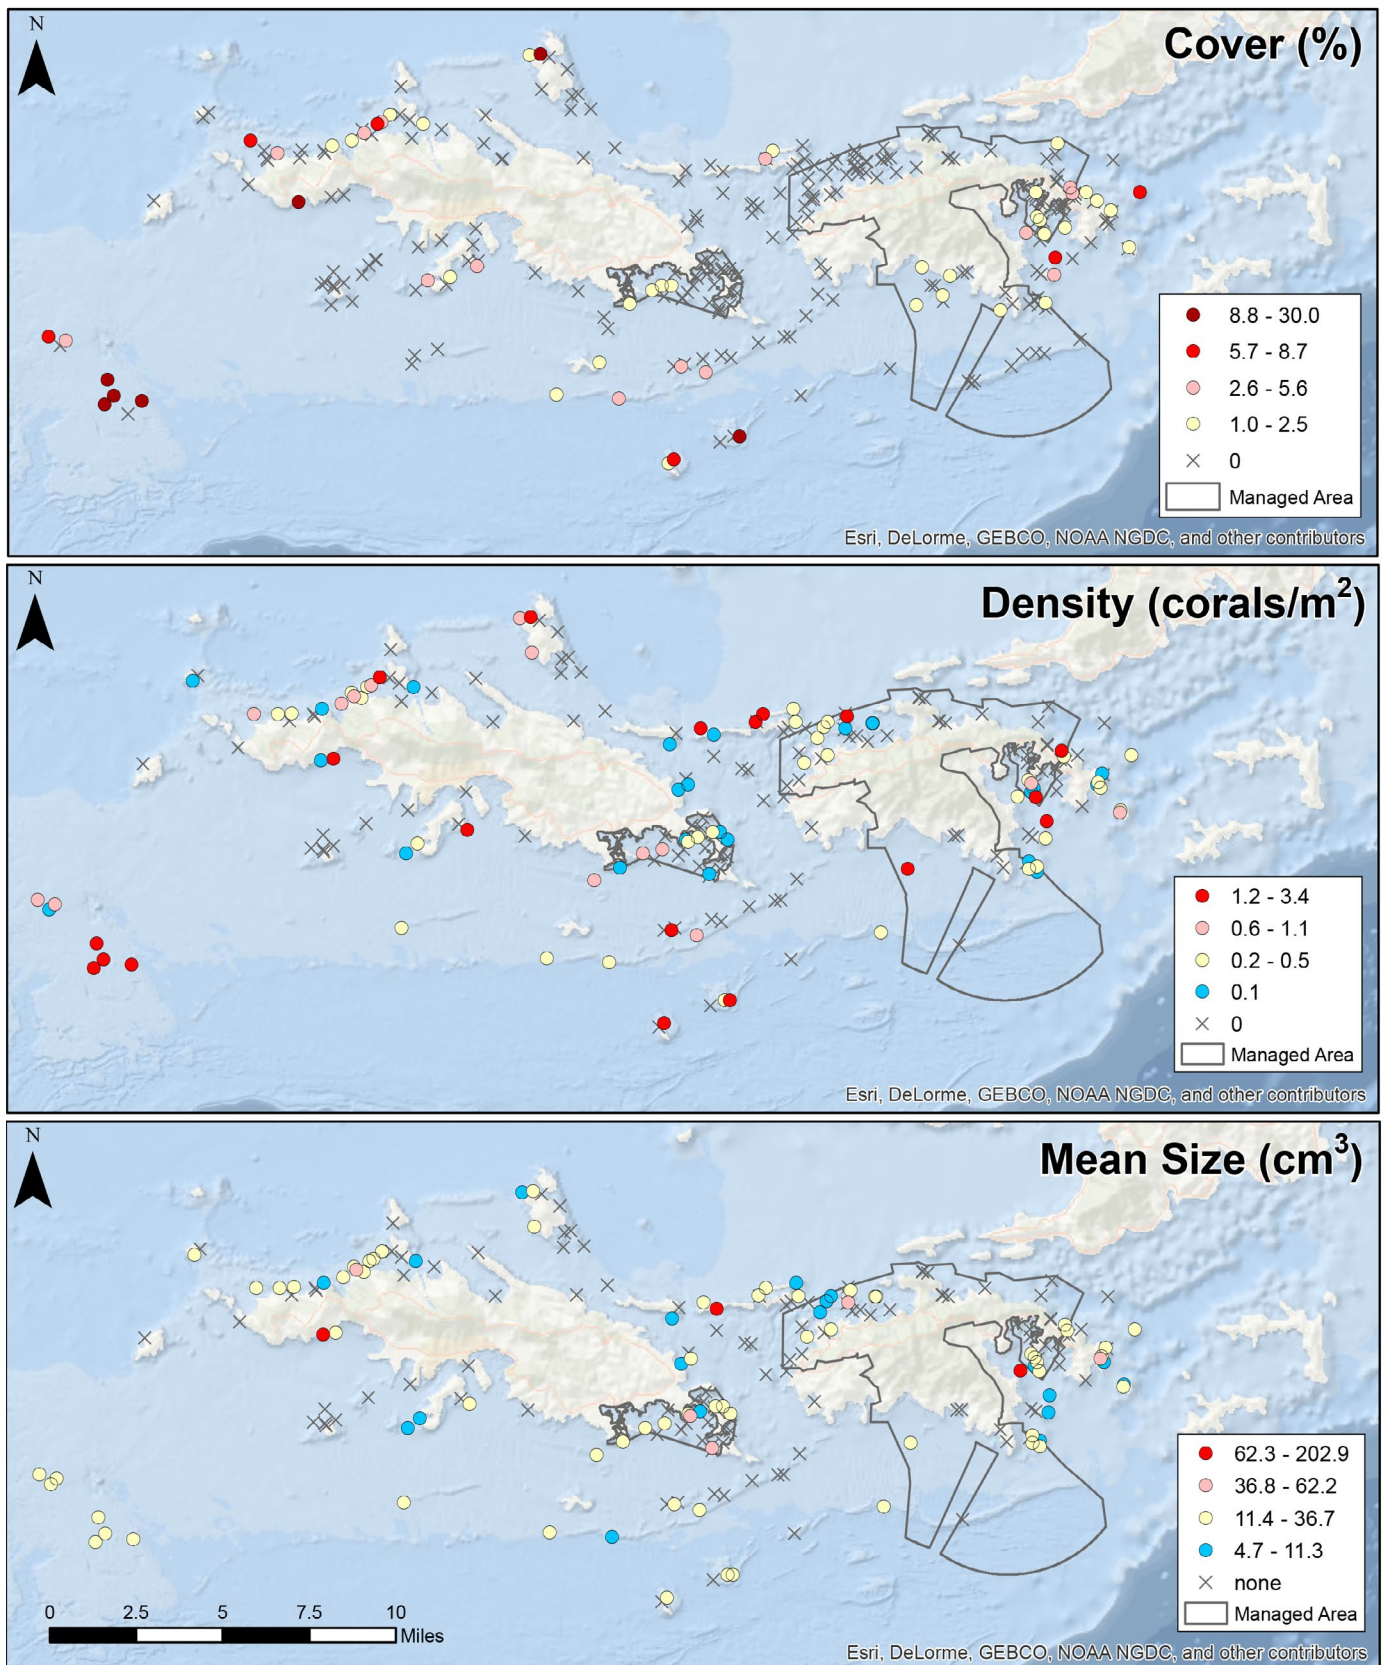 N
Cover (%)
8.8 - 30.0
5.7 - 8.7
2.6 - 5.6
1.0 - 2.5
0
Managed Area
Esri, DeLorme, GEBCO, NOAA NGDC, and other contributors
N
Density (corals/m²)
1.2 - 3.4
0.6 - 1.1
0.2 - 0.5
0.1
0
Managed Area
Esri, DeLorme, GEBCO, NOAA NGDC, and other contributors
N
Mean Size (cm³)
62.3 - 202.9
36.8 - 62.2
11.4 - 36.7
4.7 - 11.3
none
Managed Area
0 2.5 5 7.5 10
Miles
Esri, DeLorme, GEBCO, NOAA NGDC, and other contributors